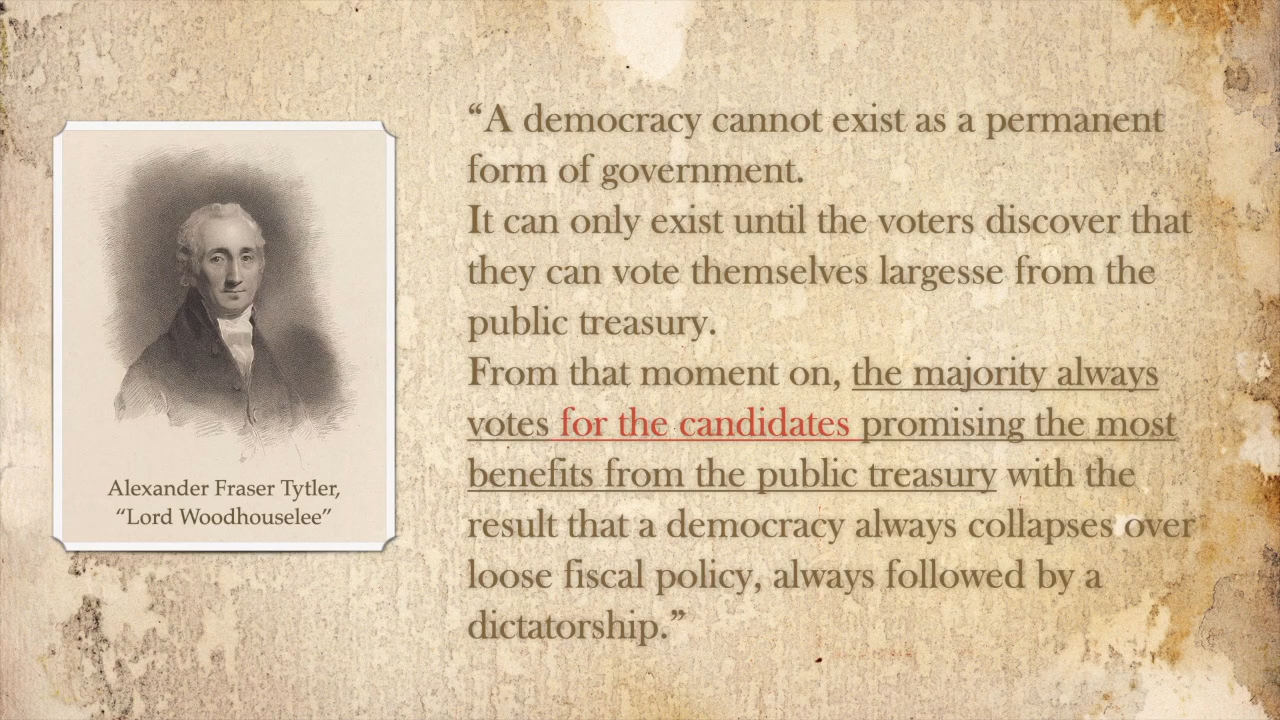 Alexander Fraser Tytler,
“Lord Woodhouselee”
“A democracy cannot exist as a permanent
form of government.
It can only exist until the voters discover that
they can vote themselves largesse from the
public treasury.
From that moment on, the majority always
votes for the candidates promising the most
benefits from the public treasury with the
result that a democracy always collapses over
loose fiscal policy, always followed by a
dictatorship.”